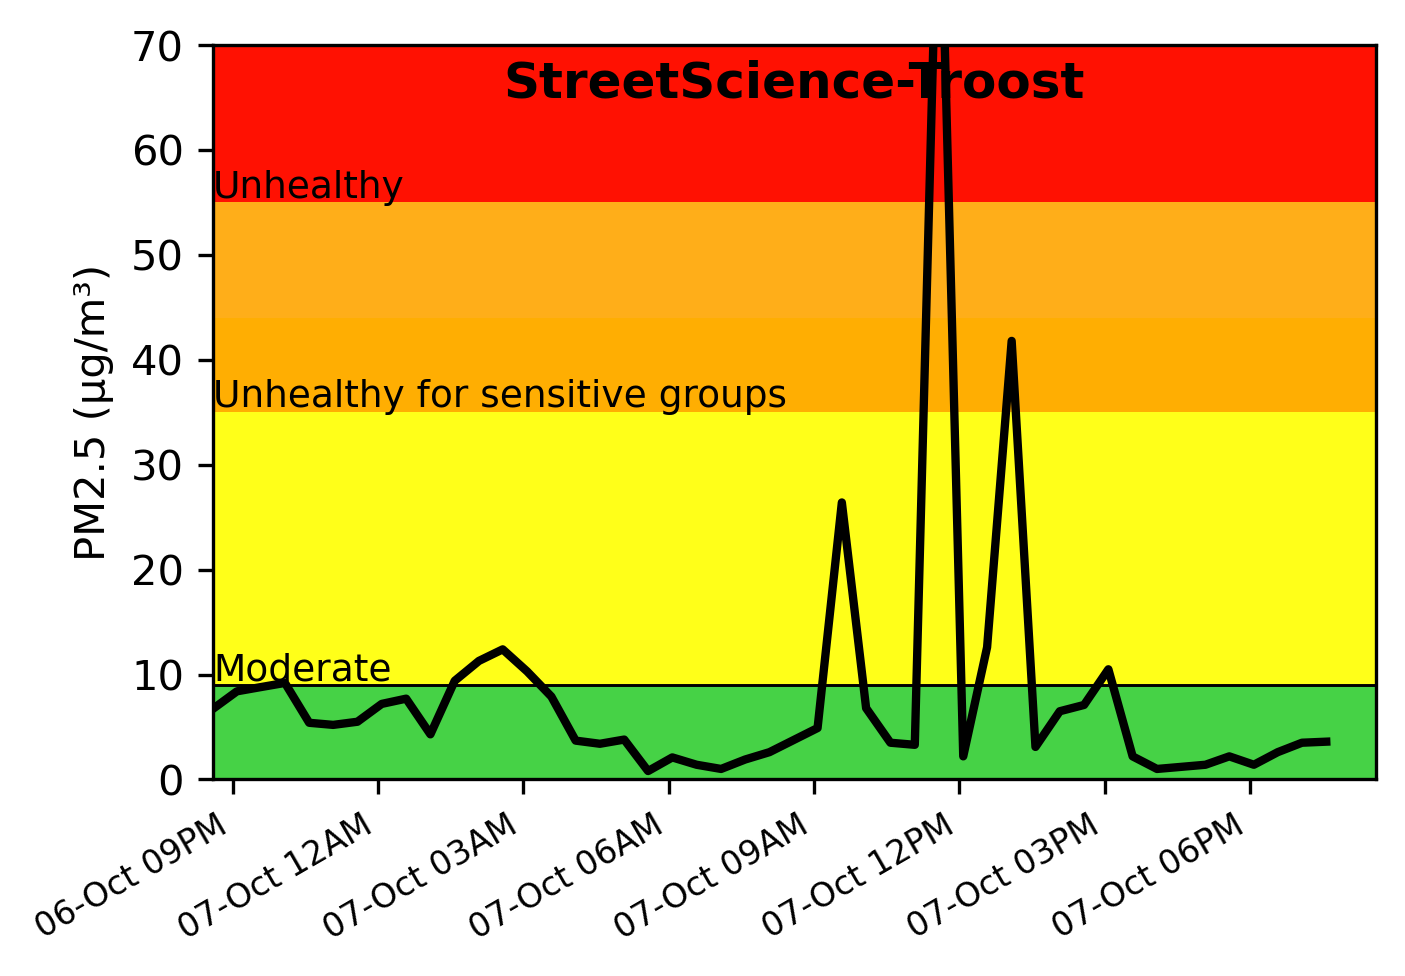 StreetScience-Troost
PM2.5 (µg/m³)
70
60
50
40
30
20
10
0
Unhealthy
Unhealthy for sensitive groups
Moderate
06-Oct 09PM
07-Oct 12AM
07-Oct 03AM
07-Oct 06AM
07-Oct 09AM
07-Oct 12PM
07-Oct 03PM
07-Oct 06PM